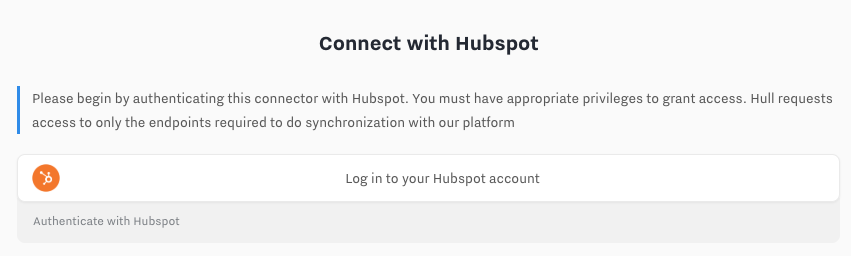 Connect with Hubspot
Please begin by authenticating this connector with Hubspot. You must have appropriate privileges to grant access. Hull requests
access to only the endpoints required to do synchronization with our platform
Log in to your Hubspot account
Authenticate with Hubspot